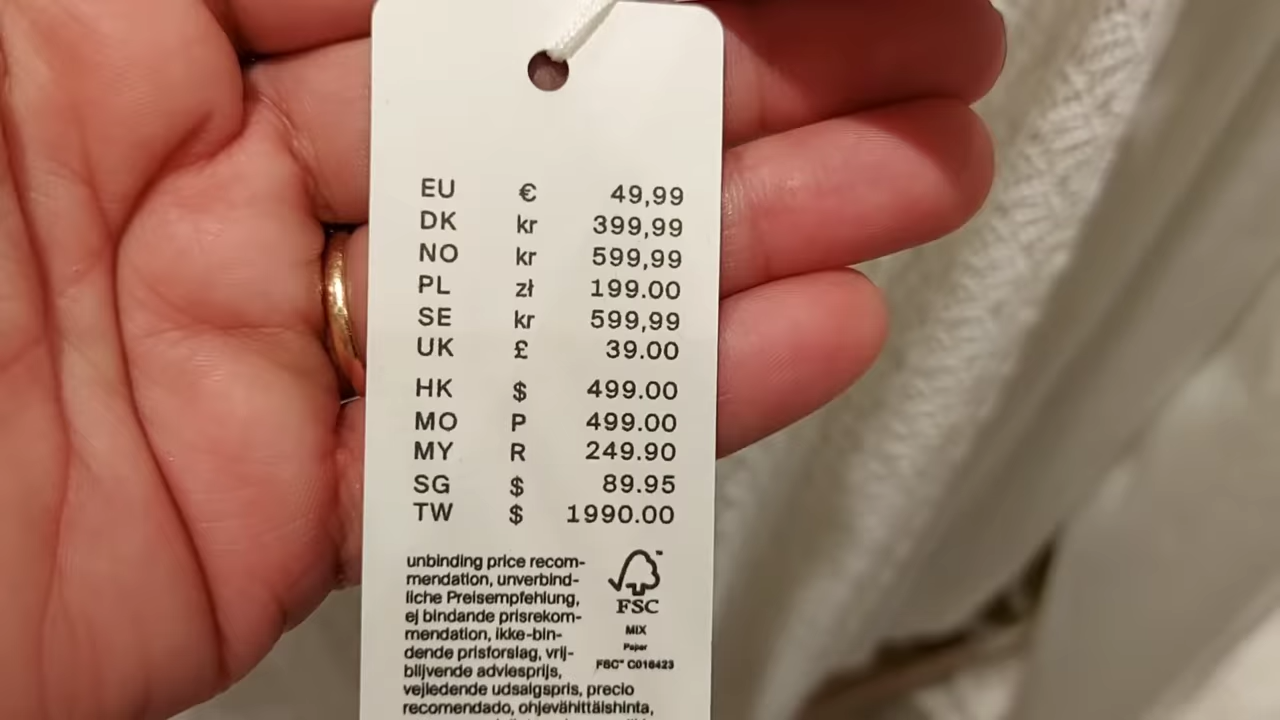 EU € 49,99
DK kr 399,99
NO kr 599,99
PL zł 199.00
SE kr 599,99
UK £ 39.00
HK $ 499.00
MO P 499.00
MY R 249.90
SG $ 89.95
TW $ 1990.00
unbinding price recom-
mendation, unverbind-
liche Preisempfehlung,
ej bindande prisrekom-
mendation, ikke-bin-
dende prisforslag, vrij-
blijvende adviesprijs,
vejledende udsalgspris, precio
recomendado, ohjevähittäishinta,
FSC
MIX
Paper
FSC™ C016423